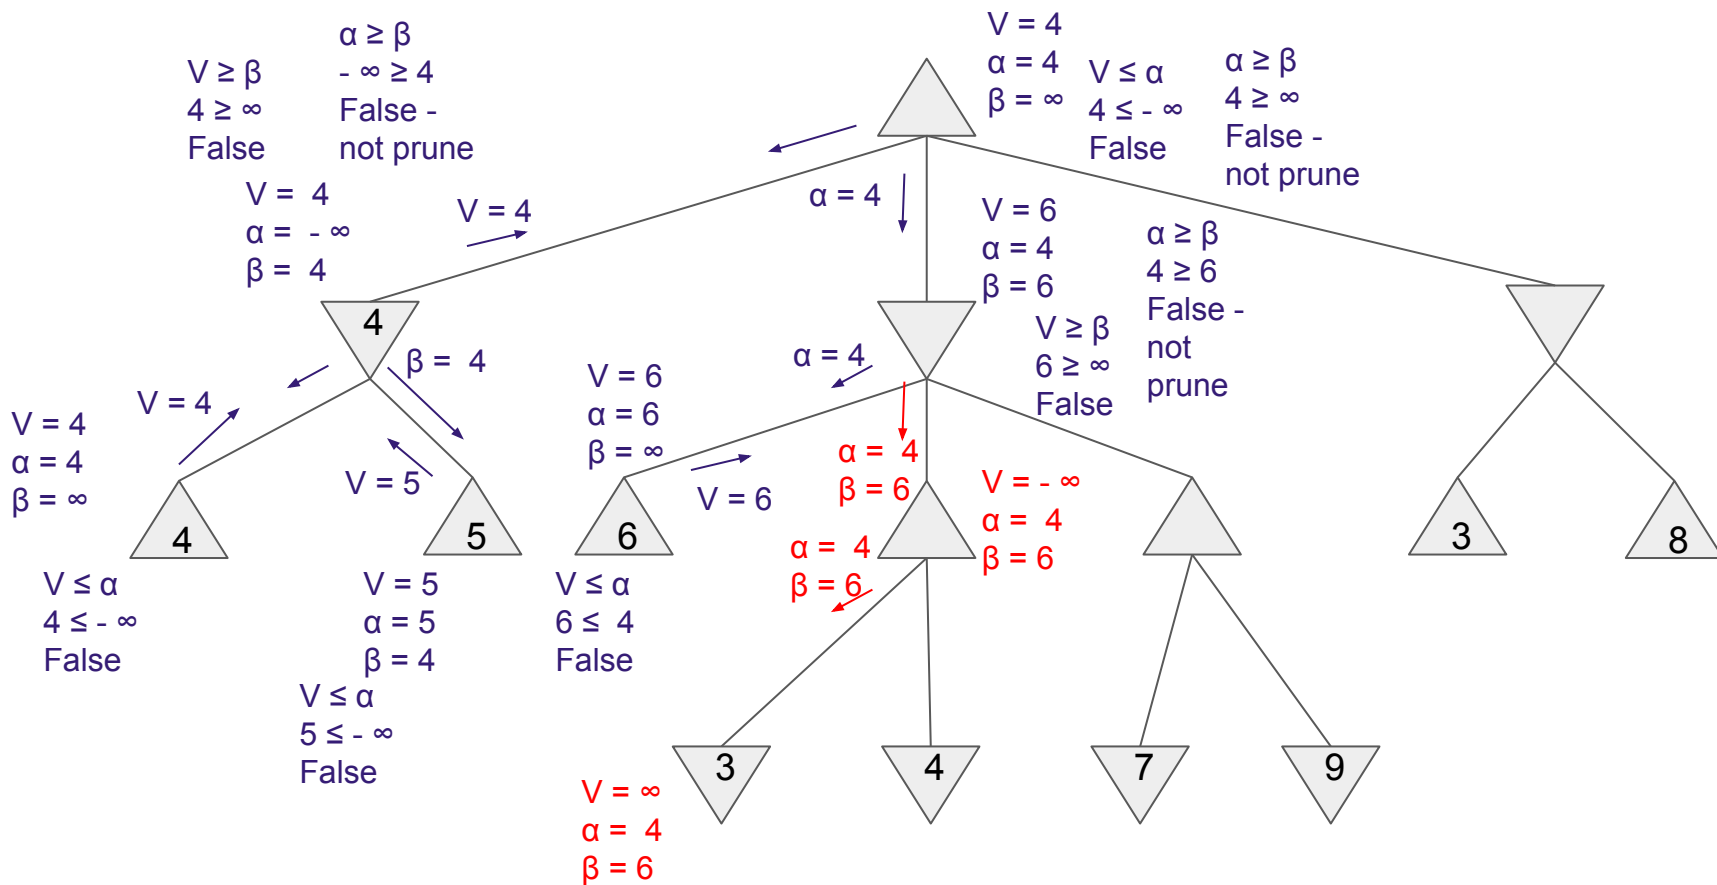 V ≥ β
4 ≥ ∞
False
α ≥ β
- ∞ ≥ 4
False -
not prune
V = 4
α = 4
β = ∞
V ≤ α
4 ≤ - ∞
False
α ≥ β
4 ≥ ∞
False -
not prune
V = 4
α = - ∞
β = 4
V = 4
α = 4
V = 6
α = 4
β = 6
α ≥ β
4 ≥ 6
False -
not
prune
V ≥ β
6 ≥ ∞
False
4
β = 4
α = 4
V = 4
V = 4
α = 4
β = ∞
V = 5
V = 6
α = 6
β = ∞
V = 6
α = 4
β = 6
V = - ∞
α = 4
β = 6
4
5
6
3
8
α = 4
β = 6
V ≤ α
4 ≤ - ∞
False
V = 5
α = 5
β = 4
V ≤ α
5 ≤ - ∞
False
V ≤ α
6 ≤ 4
False
3
4
7
9
V = ∞
α = 4
β = 6